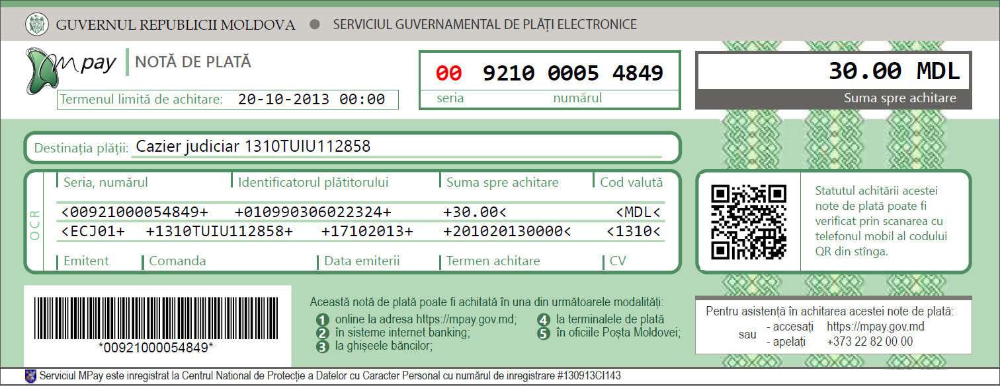 GUVERNUL REPUBLICII MOLDOVA ● SERVICIUL GUVERNAMENTAL DE PLĂȚI ELECTRONICE
Mpay NOTĂ DE PLATĂ
Termenul limită de achitare: 20-10-2013 00:00
00 9210 0005 4849
seria numărul
30.00 MDL
Suma spre achitare
Destinația plății: Cazier judiciar 1310TUIU112858
OCR
Seria, numărul Identificatorul plătitorului Suma spre achitare Cod valută
<00921000054849+ +010990306022324+ +30.00< <MDL<
<ECJ01+ +1310TUIU112858+ +17102013+ +201020130000< <1310<
Emitent Comanda Data emiterii Termen achitare CV
Statutul achitării acestei
note de plată poate fi
verificat prin scanarea cu
telefonul mobil al codului
QR din stînga.
*00921000054849*
Această notă de plată poate fi achitată în una din următoarele modalități:
1 online la adresa https://mpay.gov.md;
2 în sisteme internet banking;
3 la ghișeele băncilor;
4 la terminalele de plată
5 în oficiile Poșta Moldovei;
Pentru asistență în achitarea acestei note de plată:
- accesați https://mpay.gov.md
sau
- apelați +373 22 82 00 00
Serviciul MPay este inregistrat la Centrul National de Protecție a Datelor cu Caracter Personal cu numărul de inregistrare #130913CI143